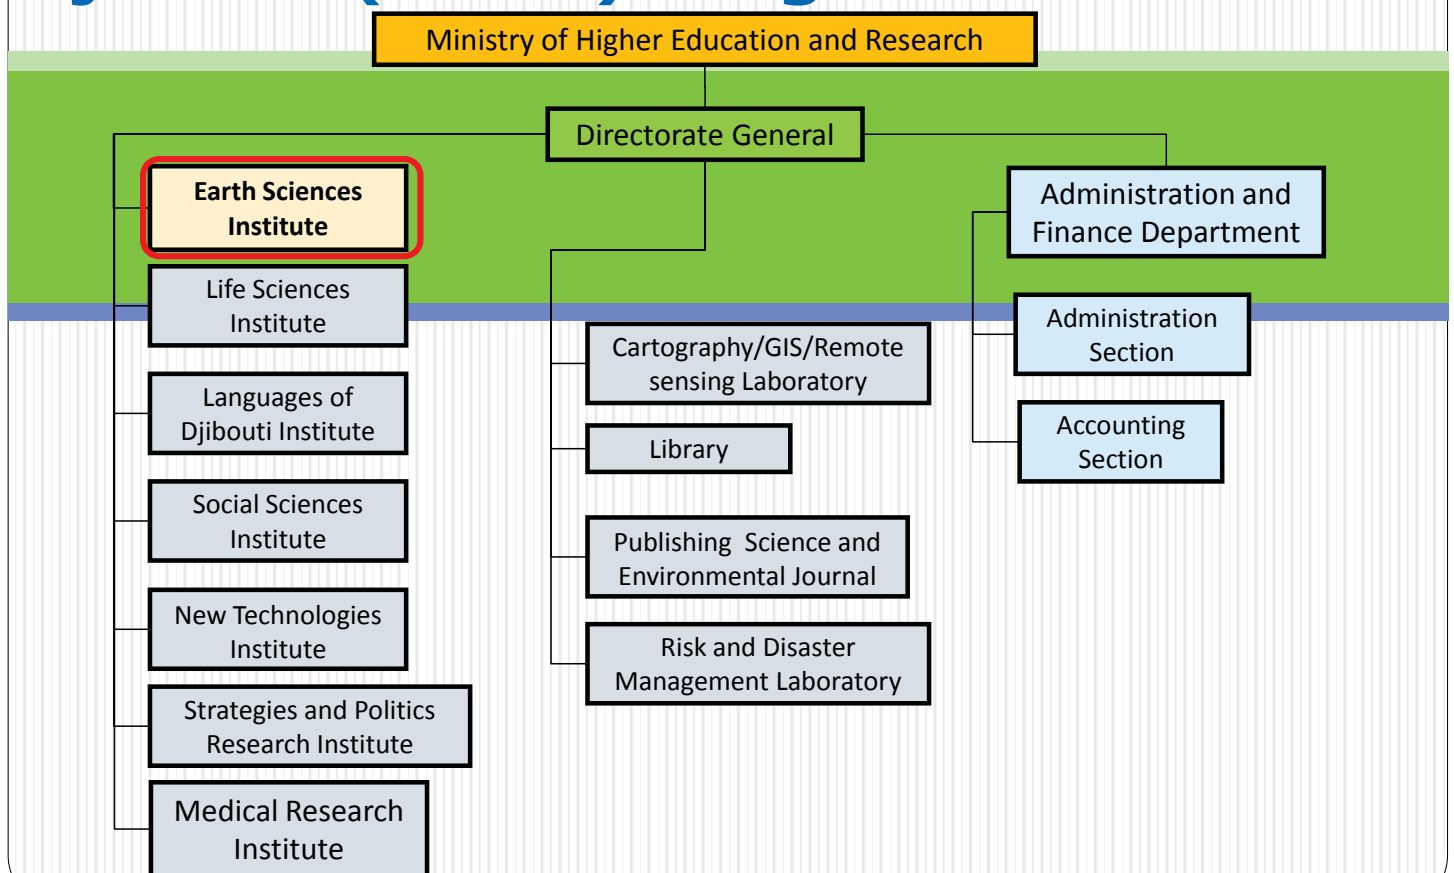 Ministry of Higher Education and Research
Directorate General
Earth Sciences
Institute
Life Sciences
Institute
Languages of
Djibouti Institute
Social Sciences
Institute
New Technologies
Institute
Strategies and Politics
Research Institute
Medical Research
Institute
Cartography/GIS/Remote
sensing Laboratory
Library
Publishing Science and
Environmental Journal
Risk and Disaster
Management Laboratory
Administration and
Finance Department
Administration
Section
Accounting
Section